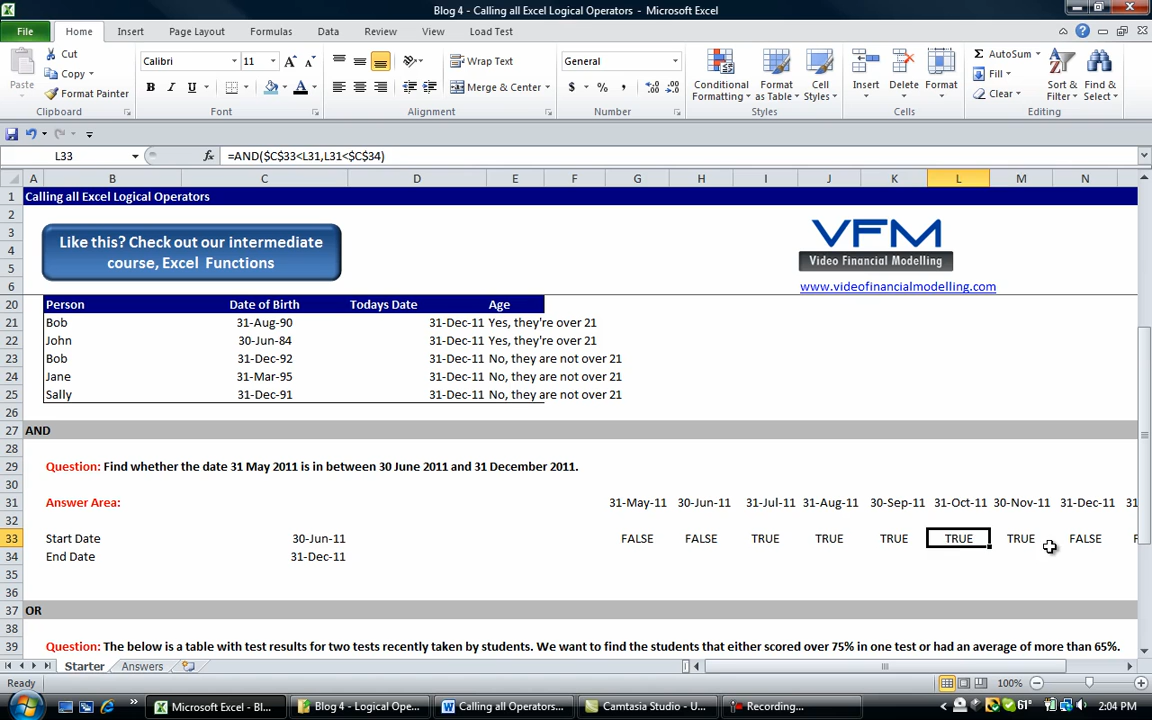 Blog 4 - Calling all Excel Logical Operators - Microsoft Excel
File Home Insert Page Layout Formulas Data Review View Load Test
Cut
Copy
Format Painter
Paste
Clipboard
Calibri 11
B I U
Font
Wrap Text
Merge & Center
Alignment
General
$ % ,
Number
Conditional Formatting
Format as Table
Cell Styles
Styles
Insert Delete Format
Cells
Σ AutoSum
Fill
Clear
Sort & Filter
Find & Select
Editing
L33 fx =AND($C$33<L31,L31<$C$34)
A B C D E F G H I J K L M N
1 Calling all Excel Logical Operators
2
3 Like this? Check out our intermediate
4 course, Excel Functions
5
6
VFM
Video Financial Modelling
www.videofinancialmodelling.com
20 Person Date of Birth Todays Date Age
21 Bob 31-Aug-90 31-Dec-11 Yes, they're over 21
22 John 30-Jun-84 31-Dec-11 Yes, they're over 21
23 Bob 31-Dec-92 31-Dec-11 No, they are not over 21
24 Jane 31-Mar-95 31-Dec-11 No, they are not over 21
25 Sally 31-Dec-91 31-Dec-11 No, they are not over 21
26
27 AND
28
29 Question: Find whether the date 31 May 2011 is in between 30 June 2011 and 31 December 2011.
30
31 Answer Area: 31-May-11 30-Jun-11 31-Jul-11 31-Aug-11 30-Sep-11 31-Oct-11 30-Nov-11 31-Dec-11 31
32
33 Start Date 30-Jun-11 FALSE FALSE TRUE TRUE TRUE TRUE TRUE FALSE F
34 End Date 31-Dec-11
35
36
37 OR
38
39 Question: The below is a table with test results for two tests recently taken by students. We want to find the students that either scored over 75% in one test or had an average of more than 65%.
Starter Answers
Ready 100%
Microsoft Excel - Bl... Blog 4 - Logical Ope... Calling all Operators... Camtasia Studio - U... Recording... 61° 2:04 PM